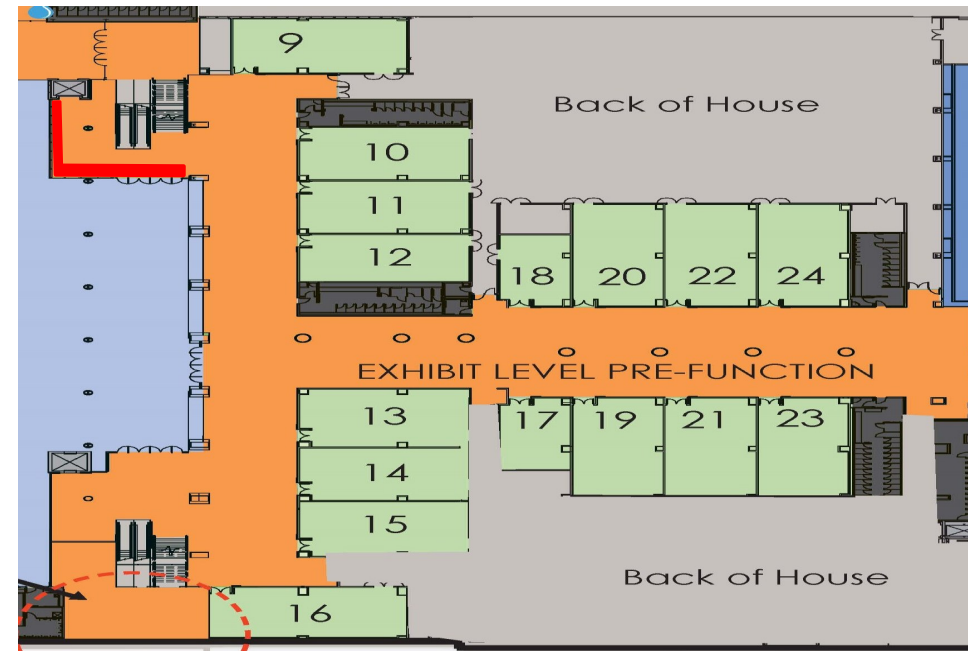 9
Back of House
10
11
12
18 20 22 24
EXHIBIT LEVEL PRE-FUNCTION
13
17 19 21 23
14
15
Back of House
16